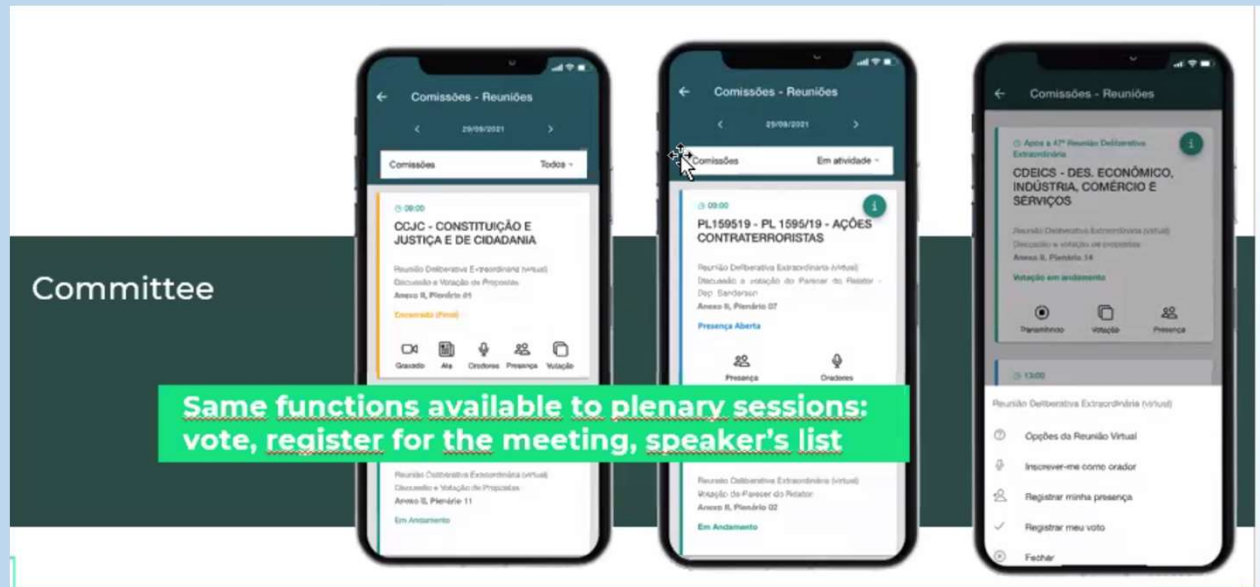 Committee
Comissões - Reuniões
29/09/2021
Comissões
Todos
09:00
CCJC - CONSTITUIÇÃO E
JUSTIÇA E DE CIDADANIA
Reunião Deliberativa Extraordinária (virtual)
Discussão e Votação de Propostas
Anexo II, Plenário 01
Encerrada (Final)
Gravado Ata Oradores Presença Votação
Reunião Deliberativa Extraordinária (virtual)
Discussão e Votação de Propostas
Anexo II, Plenário 11
Em Andamento
Comissões - Reuniões
29/09/2021
Comissões
Em atividade
09:00
PL159519 - PL 1595/19 - AÇÕES
CONTRATERRORISTAS
Reunião Deliberativa Extraordinária (virtual)
Discussão e votação do Parecer do Relator -
Dep. Sanderson
Anexo II, Plenário 07
Presença Aberta
Presença Oradores
Reunião Deliberativa Extraordinária (virtual)
Votação do Parecer do Relator
Anexo II, Plenário 02
Em Andamento
Comissões - Reuniões
Após a 47ª Reunião Deliberativa
Extraordinária
CDEICS - DES. ECONÔMICO,
INDÚSTRIA, COMÉRCIO E
SERVIÇOS
Reunião Deliberativa Extraordinária (virtual)
Discussão e votação de propostas
Anexo II, Plenário 14
Votação em andamento
Transmitindo Votação Presença
13:00
Reunião Deliberativa Extraordinária (virtual)
Opções da Reunião Virtual
Inscrever-me como orador
Registrar minha presença
Registrar meu voto
Fechar
Same functions available to plenary sessions:
vote, register for the meeting, speaker's list